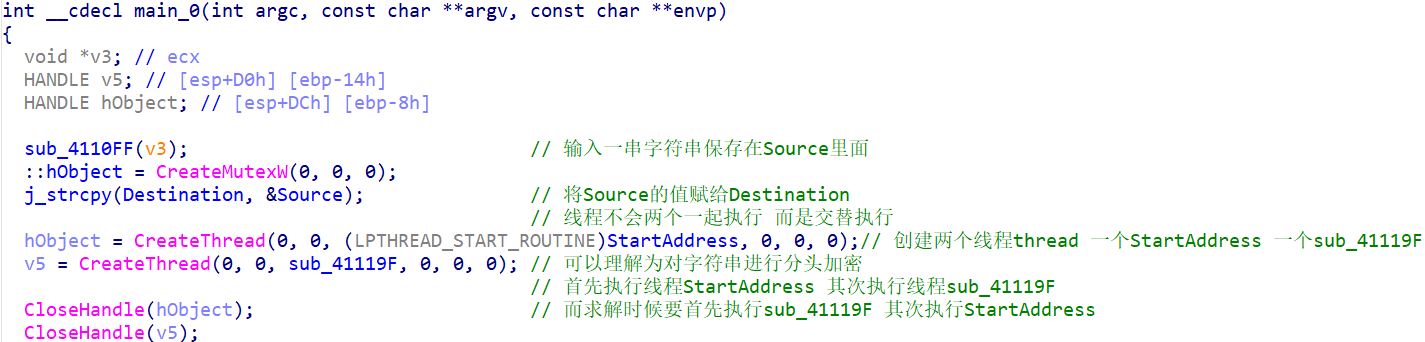 int __cdecl main_0(int argc, const char **argv, const char **envp)
{
void *v3; // ecx
HANDLE v5; // [esp+D0h] [ebp-14h]
HANDLE hObject; // [esp+DCh] [ebp-8h]
sub_4110FF(v3); // 输入一串字符串保存在Source里面
::hObject = CreateMutexW(0, 0, 0);
j_strcpy(Destination, &Source); // 将Source的值赋给Destination
// 线程不会两个一起执行 而是交替执行
hObject = CreateThread(0, 0, (LPTHREAD_START_ROUTINE)StartAddress, 0, 0, 0);// 创建两个线程thread 一个StartAddress 一个sub_41119F
v5 = CreateThread(0, 0, sub_41119F, 0, 0, 0); // 可以理解为对字符串进行分头加密
// 首先执行线程StartAddress 其次执行线程sub_41119F
CloseHandle(hObject); // 而求解时候要首先执行sub_41119F 其次执行StartAddress
CloseHandle(v5);